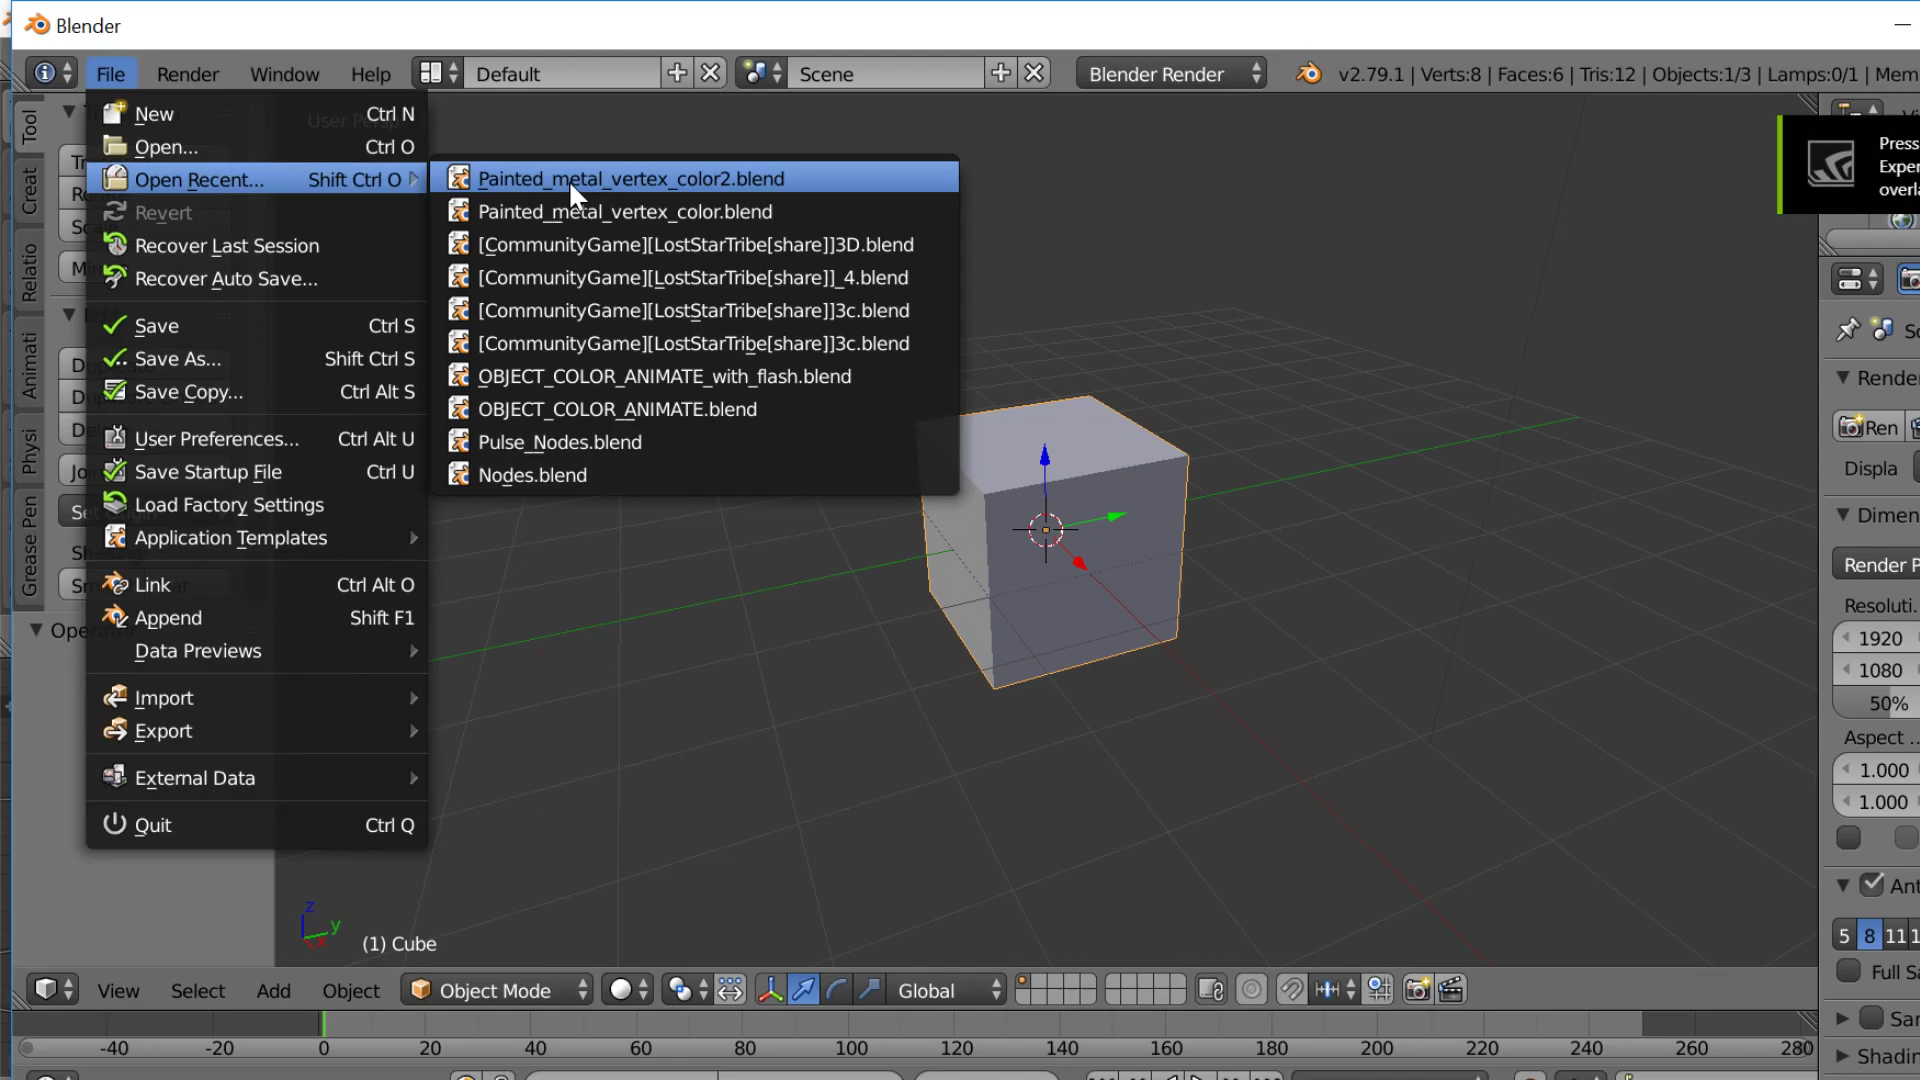 Blender
File Render Window Help Default Scene Blender Render v2.79.1 | Verts:8 | Faces:6 | Tris:12 | Objects:1/3 | Lamps:0/1 | Mem
New Ctrl N
Open... Ctrl O
Open Recent... Shift Ctrl O
Revert
Recover Last Session
Recover Auto Save...
Save Ctrl S
Save As... Shift Ctrl S
Save Copy... Ctrl Alt S
User Preferences... Ctrl Alt U
Save Startup File Ctrl U
Load Factory Settings
Application Templates
Link Ctrl Alt O
Append Shift F1
Data Previews
Import
Export
External Data
Quit Ctrl Q
Painted_metal_vertex_color2.blend
Painted_metal_vertex_color.blend
[CommunityGame][LostStarTribe[share]]3D.blend
[CommunityGame][LostStarTribe[share]]_4.blend
[CommunityGame][LostStarTribe[share]]3c.blend
[CommunityGame][LostStarTribe[share]]3c.blend
OBJECT_COLOR_ANIMATE_with_flash.blend
OBJECT_COLOR_ANIMATE.blend
Pulse_Nodes.blend
Nodes.blend
Tool
Creat
Relatio
Animati
Physi
Grease Pen
User Persp
Press
Exper
overla
Render
Ren
Displa
Dimen
Render P
Resoluti.
1920
1080
50%
Aspect ..
1.000
1.000
Ant
5 8 11 1
Full Sa
Sar
Shadin
z
y
x
(1) Cube
View Select Add Object Object Mode Global
-40 -20 0 20 40 60 80 100 120 140 160 180 200 220 240 260 280